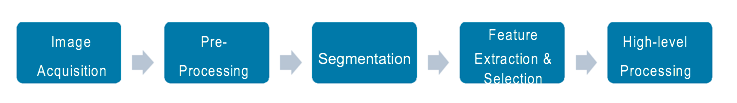 Image
Acquisition
Pre-
Processing
Segmentation
Feature
Extraction &
Selection
High-level
Processing